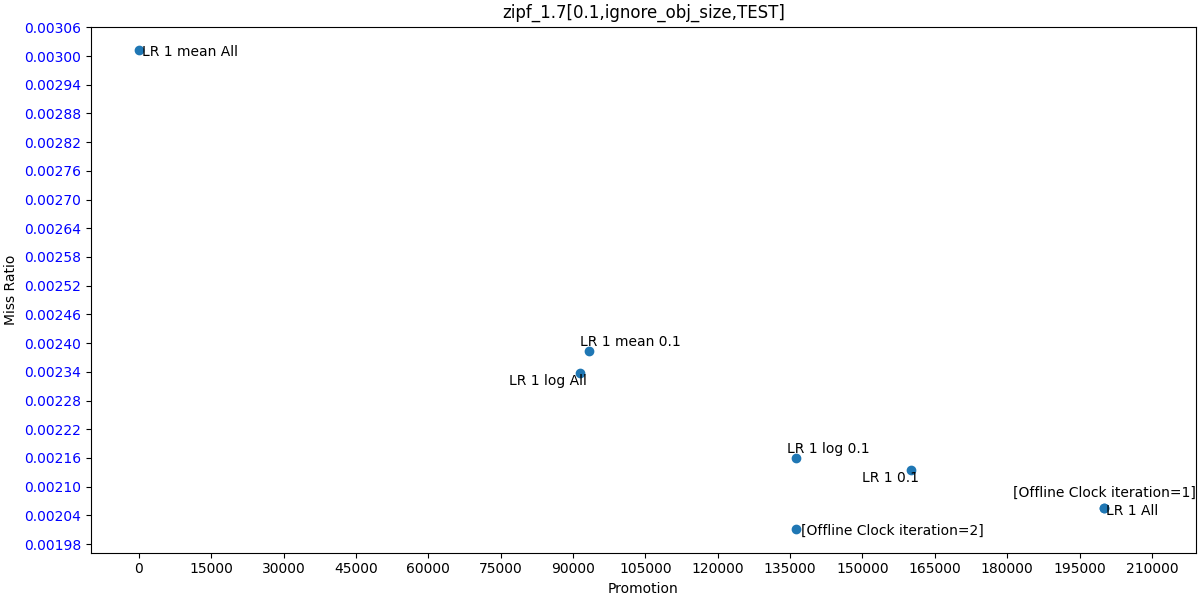 zipf_1.7[0.1,ignore_obj_size,TEST]
0.00306
0.00300
0.00294
0.00288
0.00282
0.00276
0.00270
0.00264
0.00258
0.00252
0.00246
0.00240
0.00234
0.00228
0.00222
0.00216
0.00210
0.00204
0.00198
Miss Ratio
LR 1 mean All
LR 1 mean 0.1
LR 1 log All
LR 1 log 0.1
LR 1 0.1
[Offline Clock iteration=1]
LR 1 All
[Offline Clock iteration=2]
0 15000 30000 45000 60000 75000 90000 105000 120000 135000 150000 165000 180000 195000 210000
Promotion